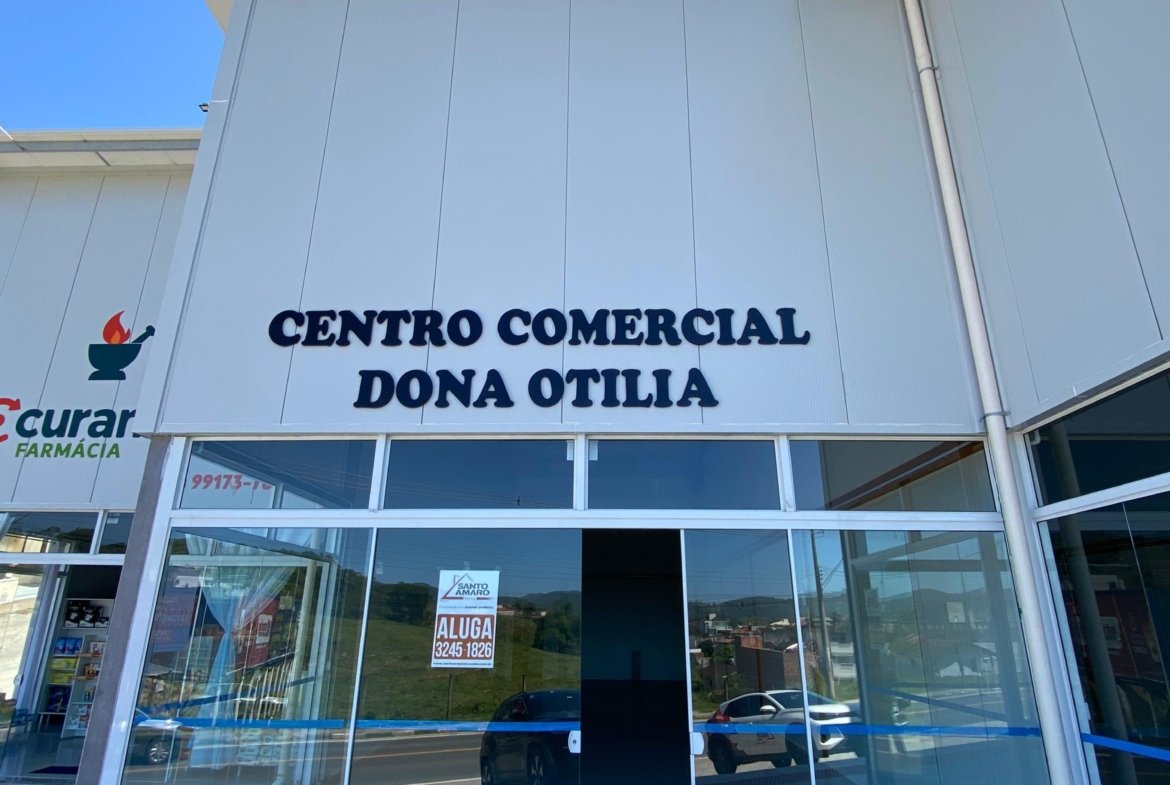 CENTRO COMERCIAL
DONA OTILIA
curar
FARMÁCIA
99173-
SANTO
AMARO
ALUGA
3245-1826